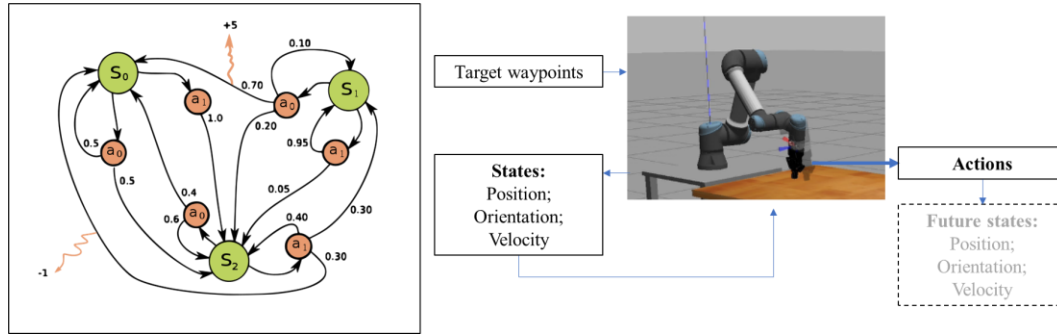 +5
0.10
S0
0.70
S1
a1
a0
1.0
0.20
0.5
0.95
a1
a0
0.05
0.5
0.4
a0
0.40
0.30
0.6
a1
S2
0.30
-1
Target waypoints
States:
Position;
Orientation;
Velocity
Actions
Future states:
Position;
Orientation;
Velocity